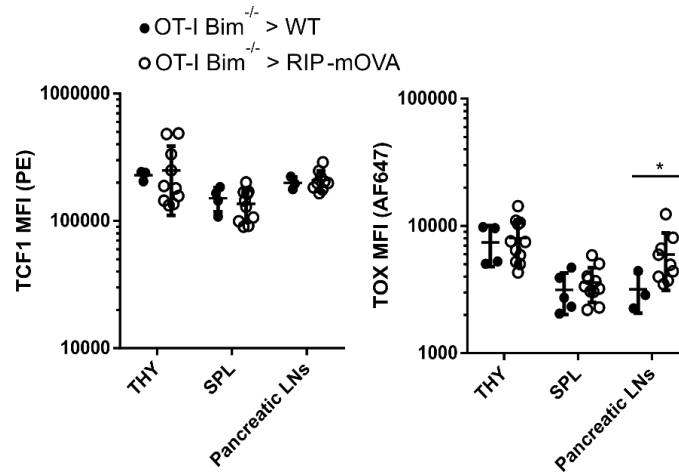 ● OT-I Bim-/- > WT
○ OT-I Bim-/- > RIP-mOVA
TCF1 MFI (PE)
1000000
100000
10000
THY
SPL
Pancreatic LNs
TOX MFI (AF647)
100000
10000
1000
*
THY
SPL
Pancreatic LNs